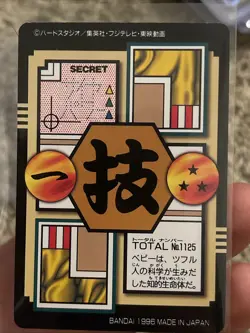 ©バードスタジオ/集英社・フジテレビ・東映動画
SECRET
一
技
トータル ナンバー
TOTAL №1125
ベビーは、ツフル
人の科学が生みだ
した知的生命体だ。
BANDAI 1996 MADE IN JAPAN